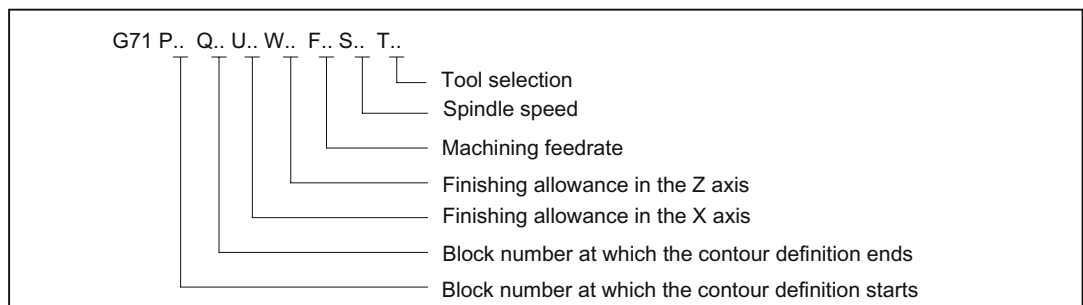 G71 P.. Q.. U.. W.. F.. S.. T..
Tool selection
Spindle speed
Machining feedrate
Finishing allowance in the Z axis
Finishing allowance in the X axis
Block number at which the contour definition ends
Block number at which the contour definition starts